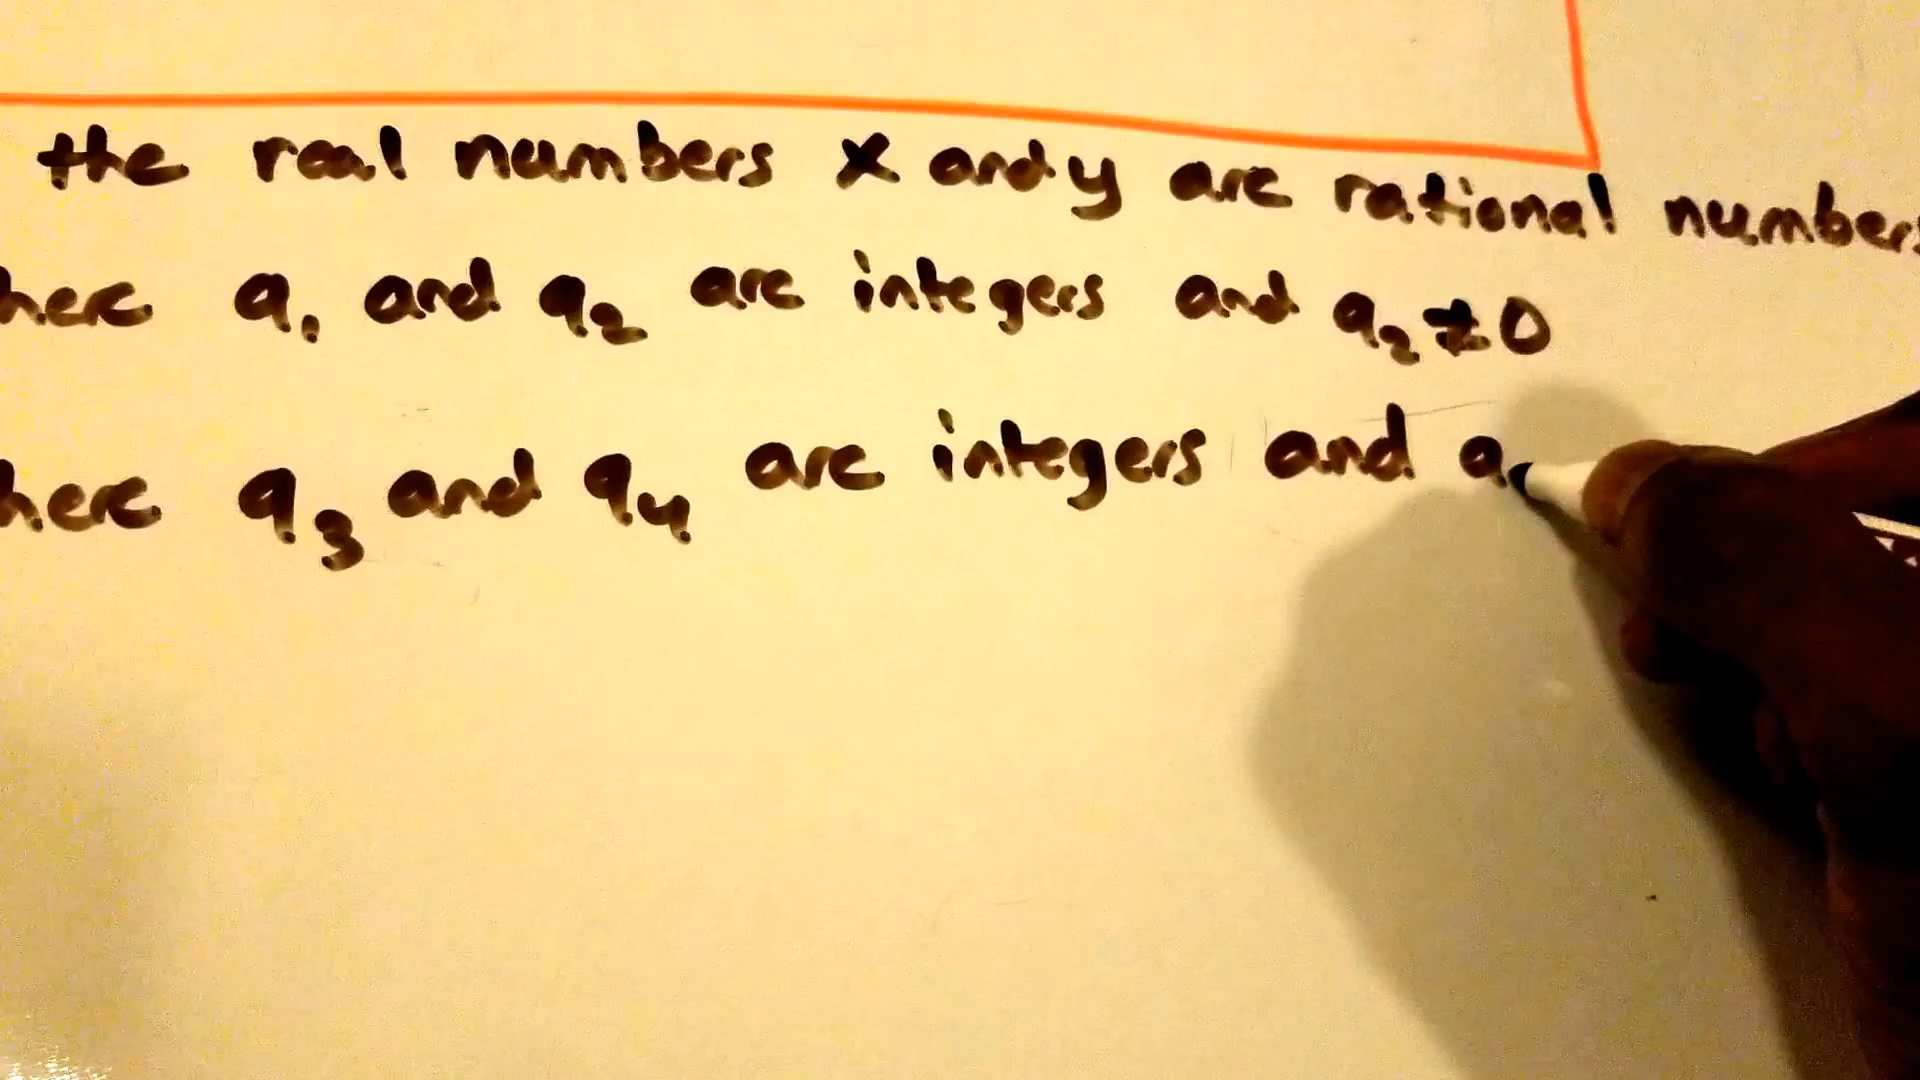 the real numbers x and y are rational numbers
here q₁ and q₂ are integers and q₂ ≠ 0
here q₃ and q₄ are integers and q